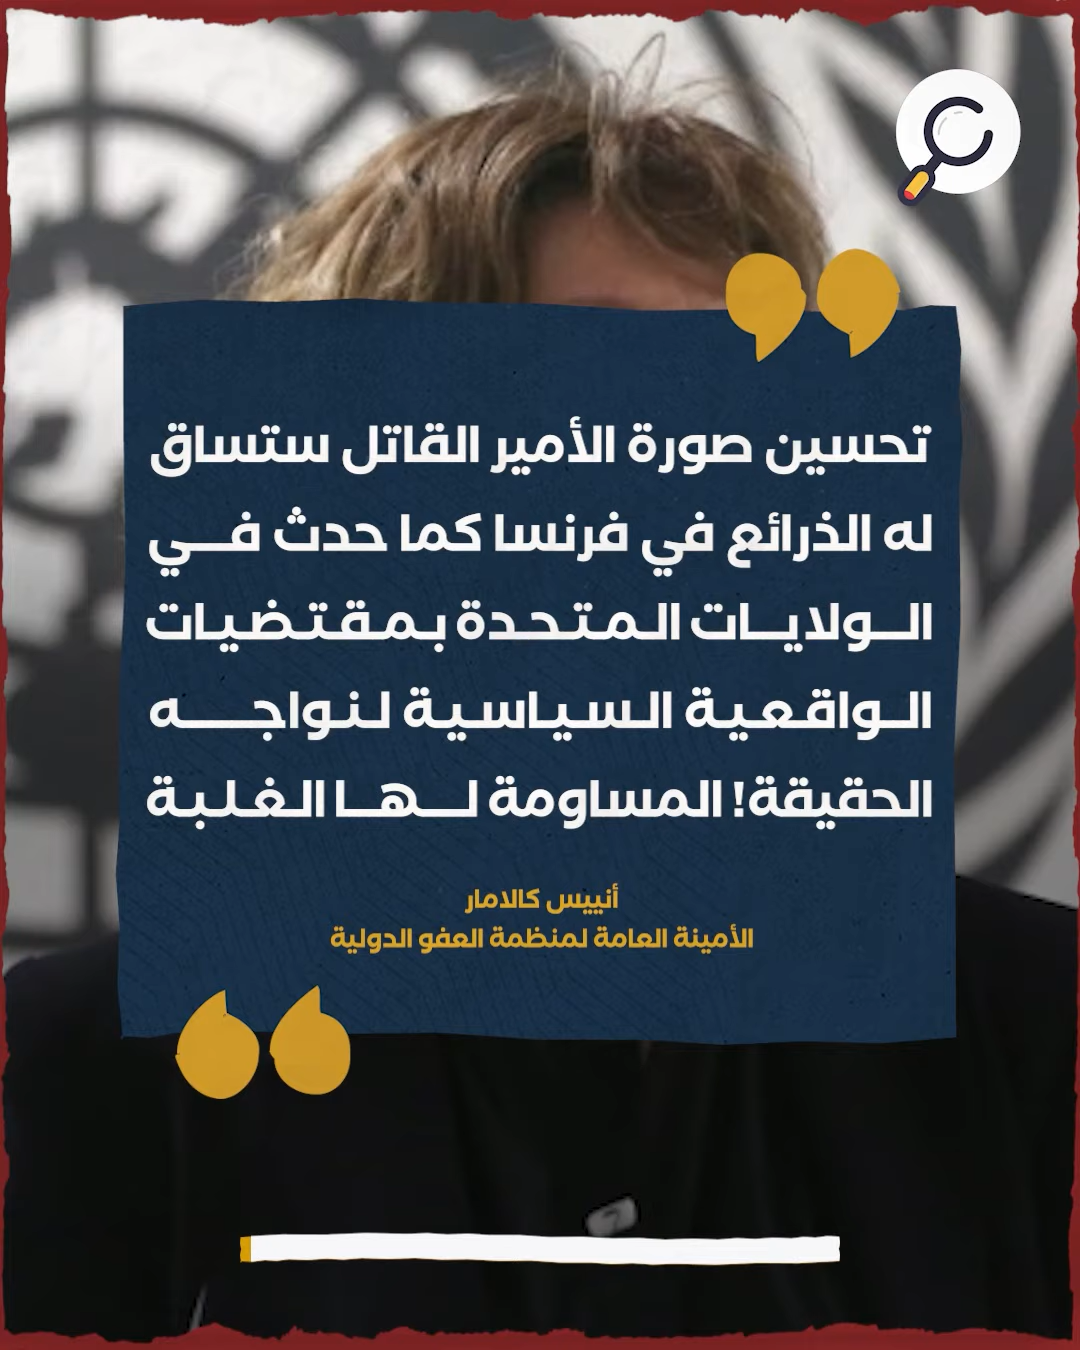 تحسين صورة الأمير القاتل ستساق
له الذرائع في فرنسا كما حدث في
الولايات المتحدة بمقتضيات
الواقعية السياسية لنواجه
الحقيقة! المساومة لها الغلبة
أنييس كالامار
الأمينة العامة لمنظمة العفو الدولية